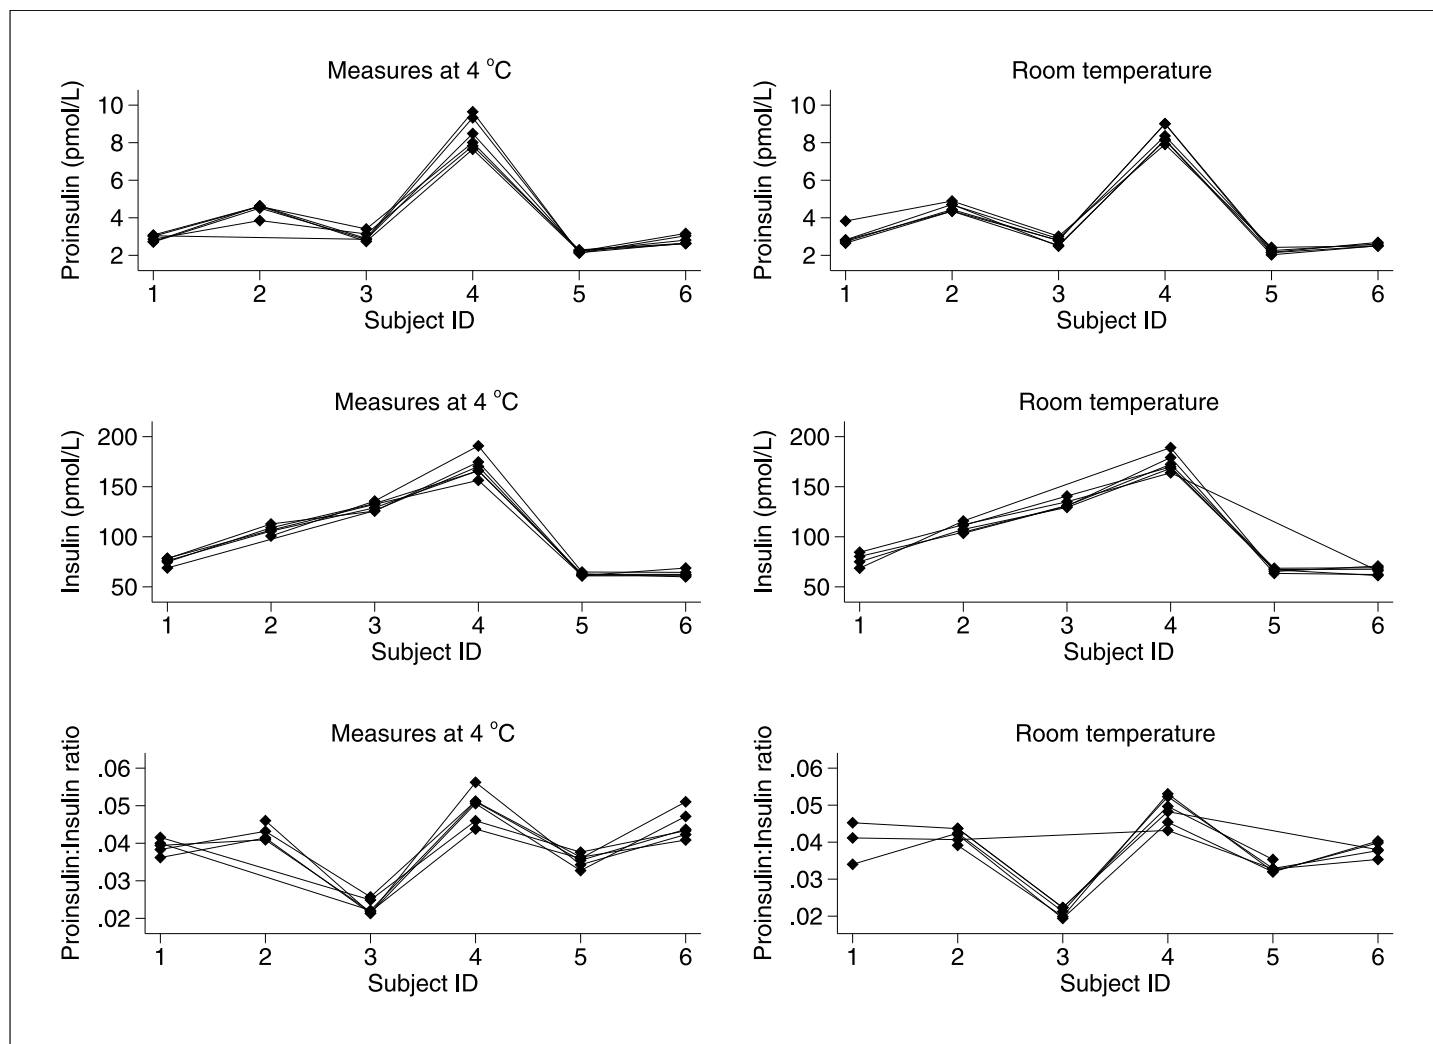 Measures at 4 °C
Proinsulin (pmol/L)
10
8
6
4
2
1 2 3 4 5 6
Subject ID
Room temperature
Proinsulin (pmol/L)
10
8
6
4
2
1 2 3 4 5 6
Subject ID
Measures at 4 °C
Insulin (pmol/L)
200
150
100
50
1 2 3 4 5 6
Subject ID
Room temperature
Insulin (pmol/L)
200
150
100
50
1 2 3 4 5 6
Subject ID
Measures at 4 °C
Proinsulin:Insulin ratio
.06
.05
.04
.03
.02
1 2 3 4 5 6
Subject ID
Room temperature
Proinsulin:Insulin ratio
.06
.05
.04
.03
.02
1 2 3 4 5 6
Subject ID